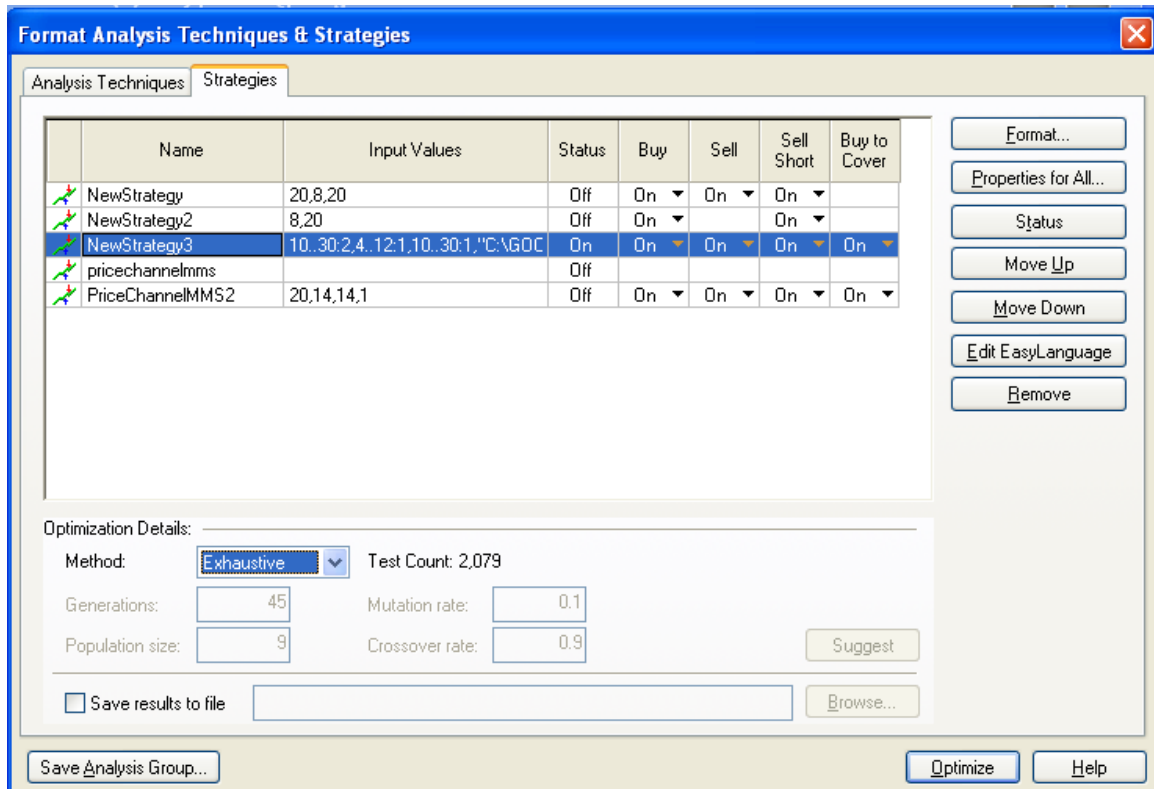 Format Analysis Techniques & Strategies
Analysis Techniques Strategies
Name Input Values Status Buy Sell Sell Short Buy to Cover
NewStrategy 20,8,20 Off On On On
NewStrategy2 8,20 Off On On
NewStrategy3 10..30:2,4..12:1,10..30:1,"C:\GOC On On On On On
pricechannelmms Off
PriceChannelMMS2 20,14,14,1 Off On On On On
Format...
Properties for All...
Status
Move Up
Move Down
Edit EasyLanguage
Remove
Optimization Details:
Method: Exhaustive Test Count: 2,079
Generations: 45 Mutation rate: 0.1
Population size: 9 Crossover rate: 0.9 Suggest
Save results to file Browse...
Save Analysis Group... Optimize Help